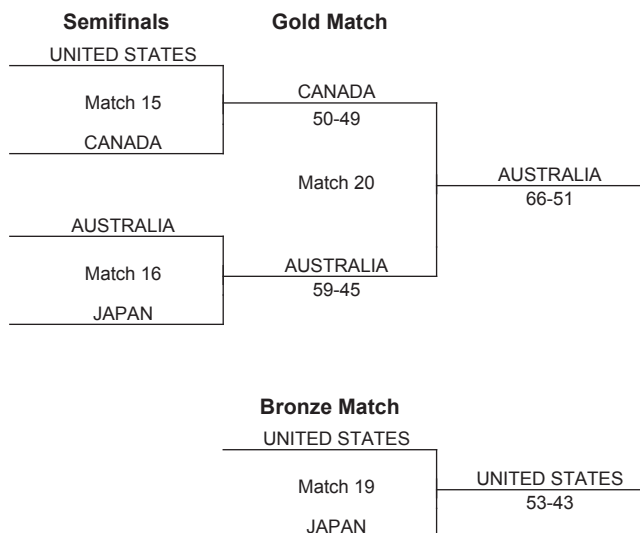 Semifinals Gold Match
UNITED STATES
Match 15
CANADA
CANADA
50-49
Match 20
AUSTRALIA
66-51
AUSTRALIA
Match 16
JAPAN
AUSTRALIA
59-45
Bronze Match
UNITED STATES
Match 19
JAPAN
UNITED STATES
53-43